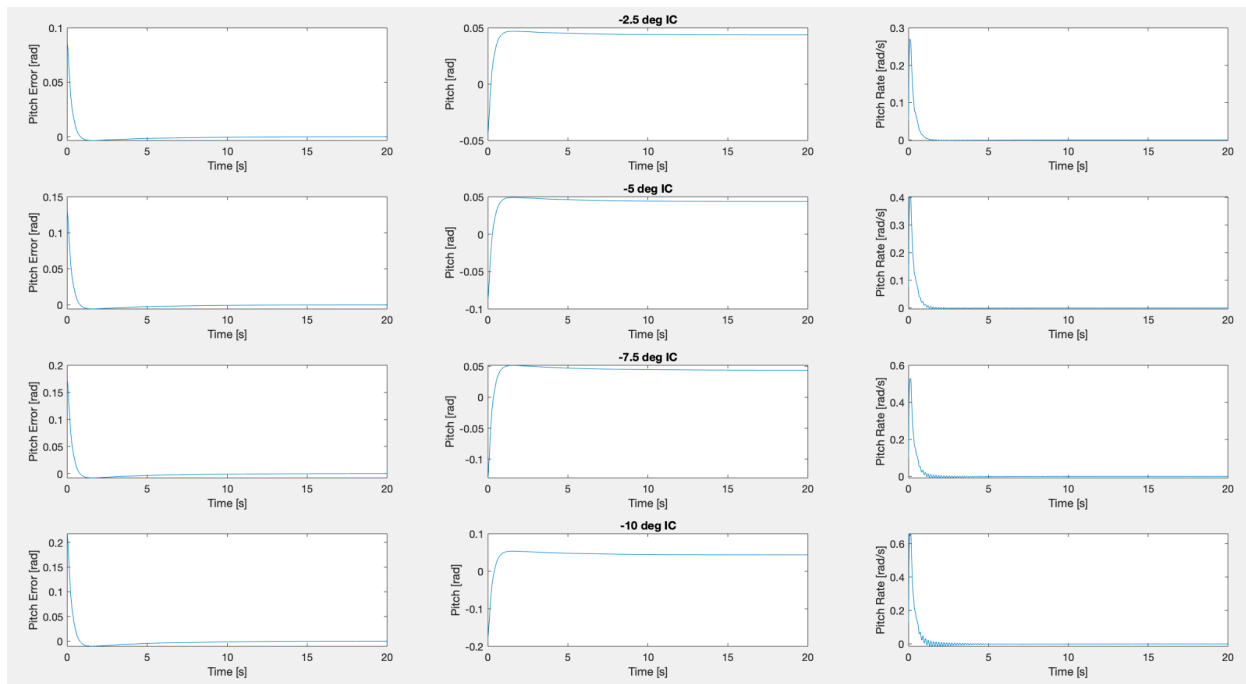 -2.5 deg IC
Pitch Error [rad]
0.1
0.05
0
0 5 10 15 20
Time [s]
Pitch [rad]
0.05
0
-0.05
0 5 10 15 20
Time [s]
Pitch Rate [rad/s]
0.3
0.2
0.1
0
0 5 10 15 20
Time [s]
-5 deg IC
Pitch Error [rad]
0.15
0.1
0.05
0
0 5 10 15 20
Time [s]
Pitch [rad]
0.05
0
-0.05
-0.1
0 5 10 15 20
Time [s]
Pitch Rate [rad/s]
0.4
0.3
0.2
0.1
0
0 5 10 15 20
Time [s]
-7.5 deg IC
Pitch Error [rad]
0.2
0.15
0.1
0.05
0
0 5 10 15 20
Time [s]
Pitch [rad]
0.05
0
-0.05
-0.1
0 5 10 15 20
Time [s]
Pitch Rate [rad/s]
0.6
0.4
0.2
0
0 5 10 15 20
Time [s]
-10 deg IC
Pitch Error [rad]
0.2
0.15
0.1
0.05
0
0 5 10 15 20
Time [s]
Pitch [rad]
0.1
0
-0.1
-0.2
0 5 10 15 20
Time [s]
Pitch Rate [rad/s]
0.6
0.4
0.2
0
0 5 10 15 20
Time [s]